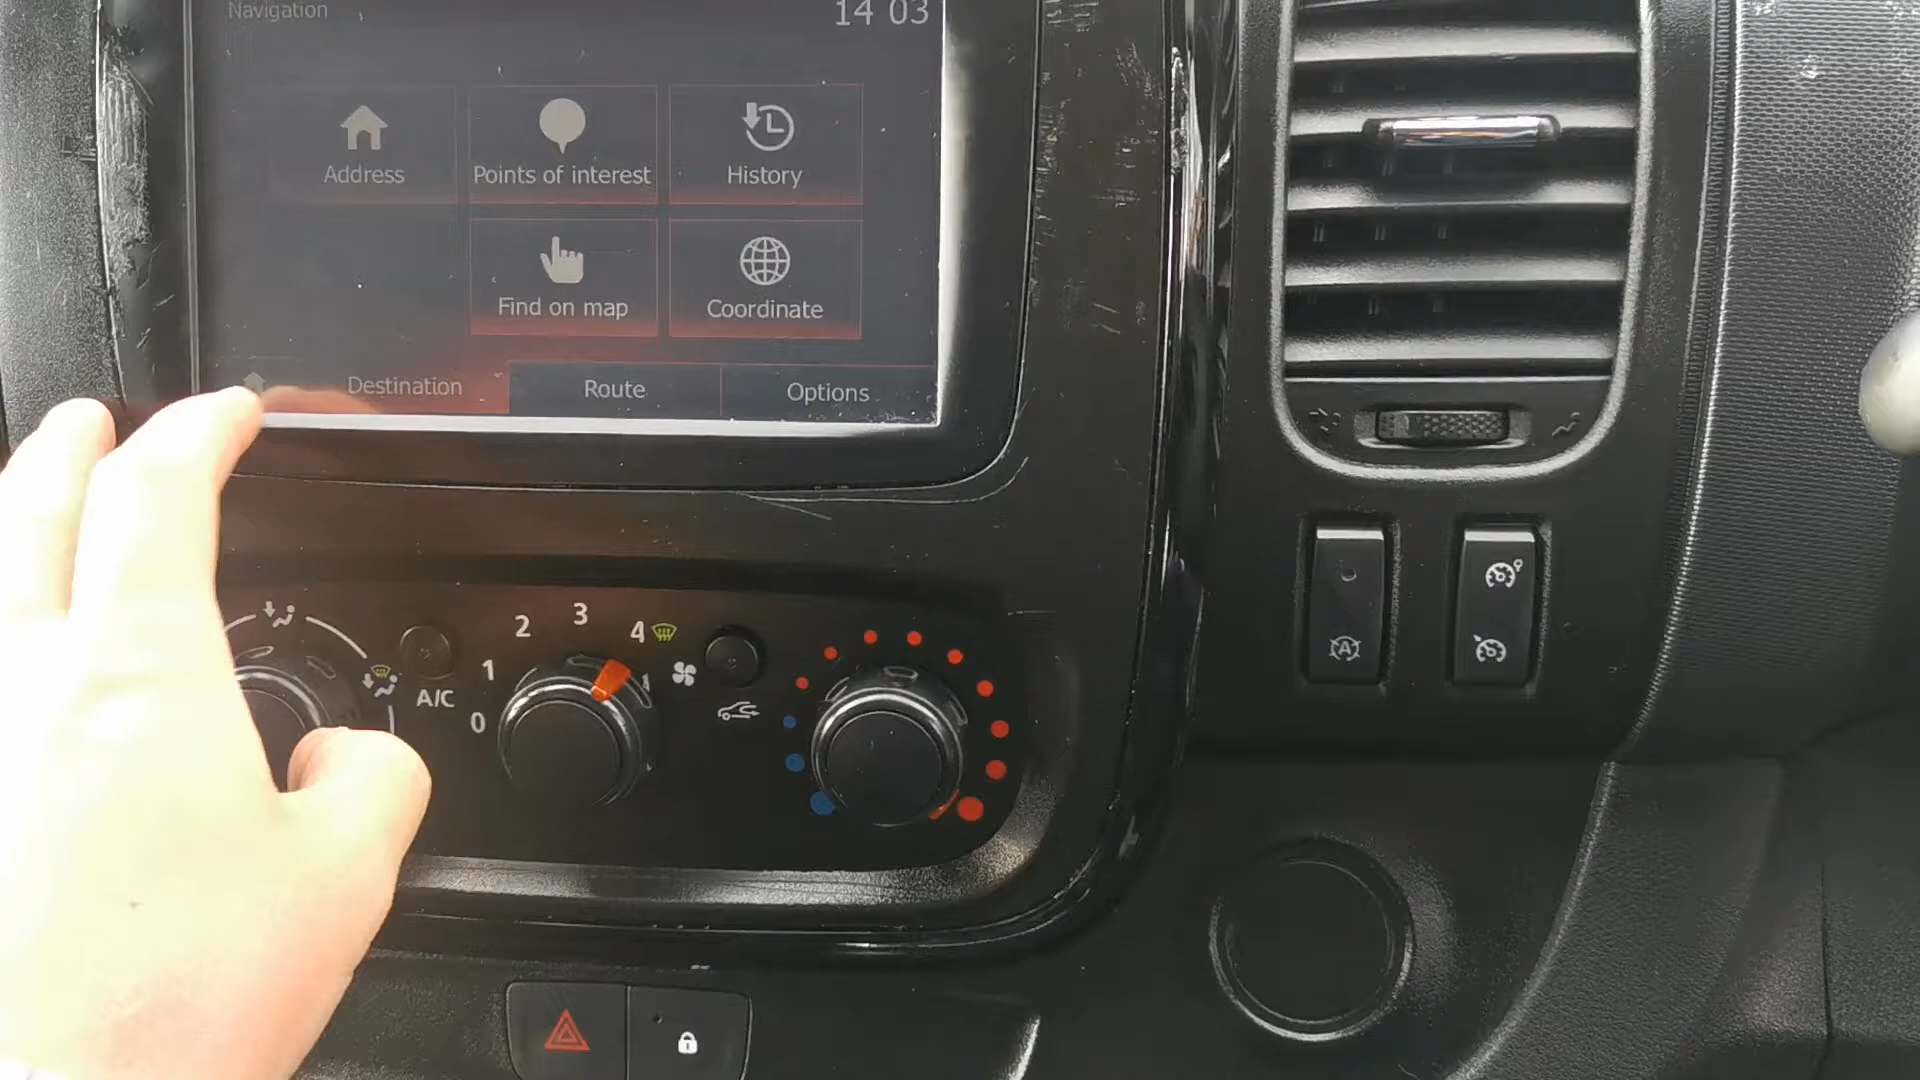 Navigation
14 03
Address
Points of interest
History
Find on map
Coordinate
Destination
Route
Options
0
1
2
3
4
A/C
A